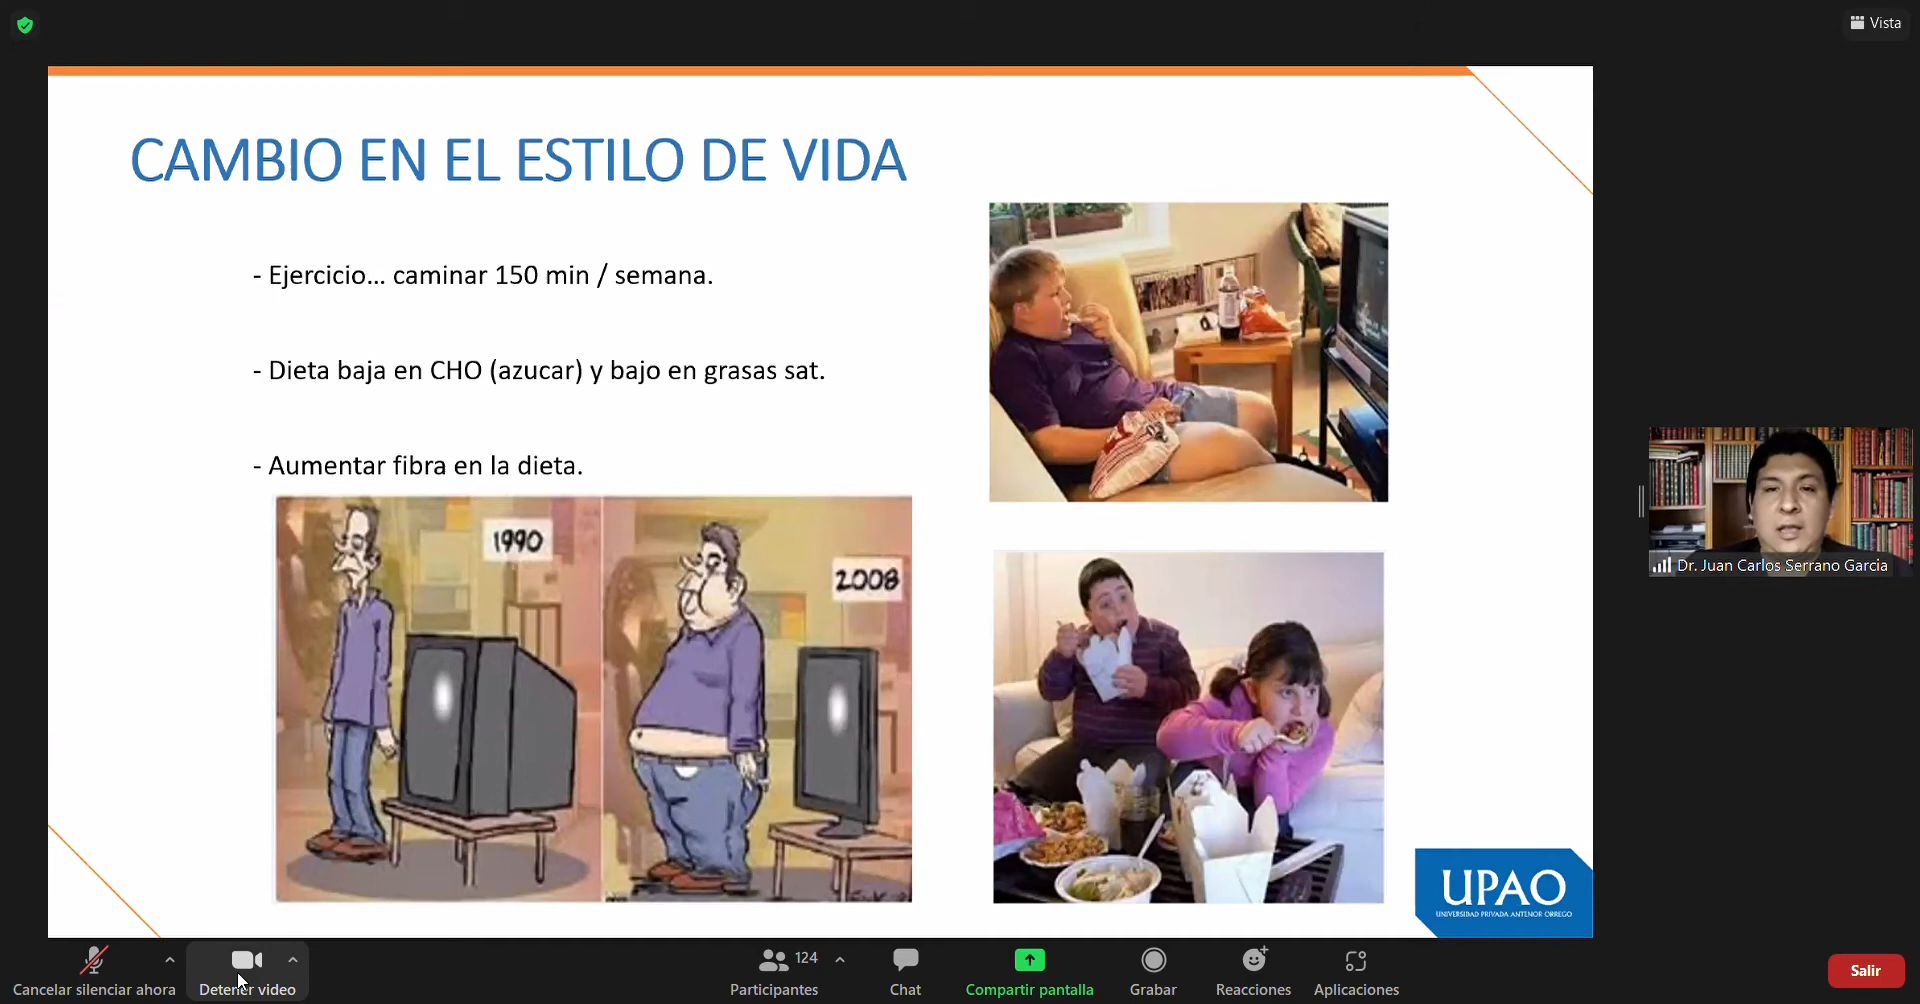 Vista
CAMBIO EN EL ESTILO DE VIDA
- Ejercicio... caminar 150 min / semana.
- Dieta baja en CHO (azucar) y bajo en grasas sat.
- Aumentar fibra en la dieta.
1990
2008
Dr. Juan Carlos Serrano Garcia
UPAO
UNIVERSIDAD PRIVADA ANTENOR ORREGO
Cancelar silenciar ahora
Detener video
124
Participantes
Chat
Compartir pantalla
Grabar
Reacciones
Aplicaciones
Salir